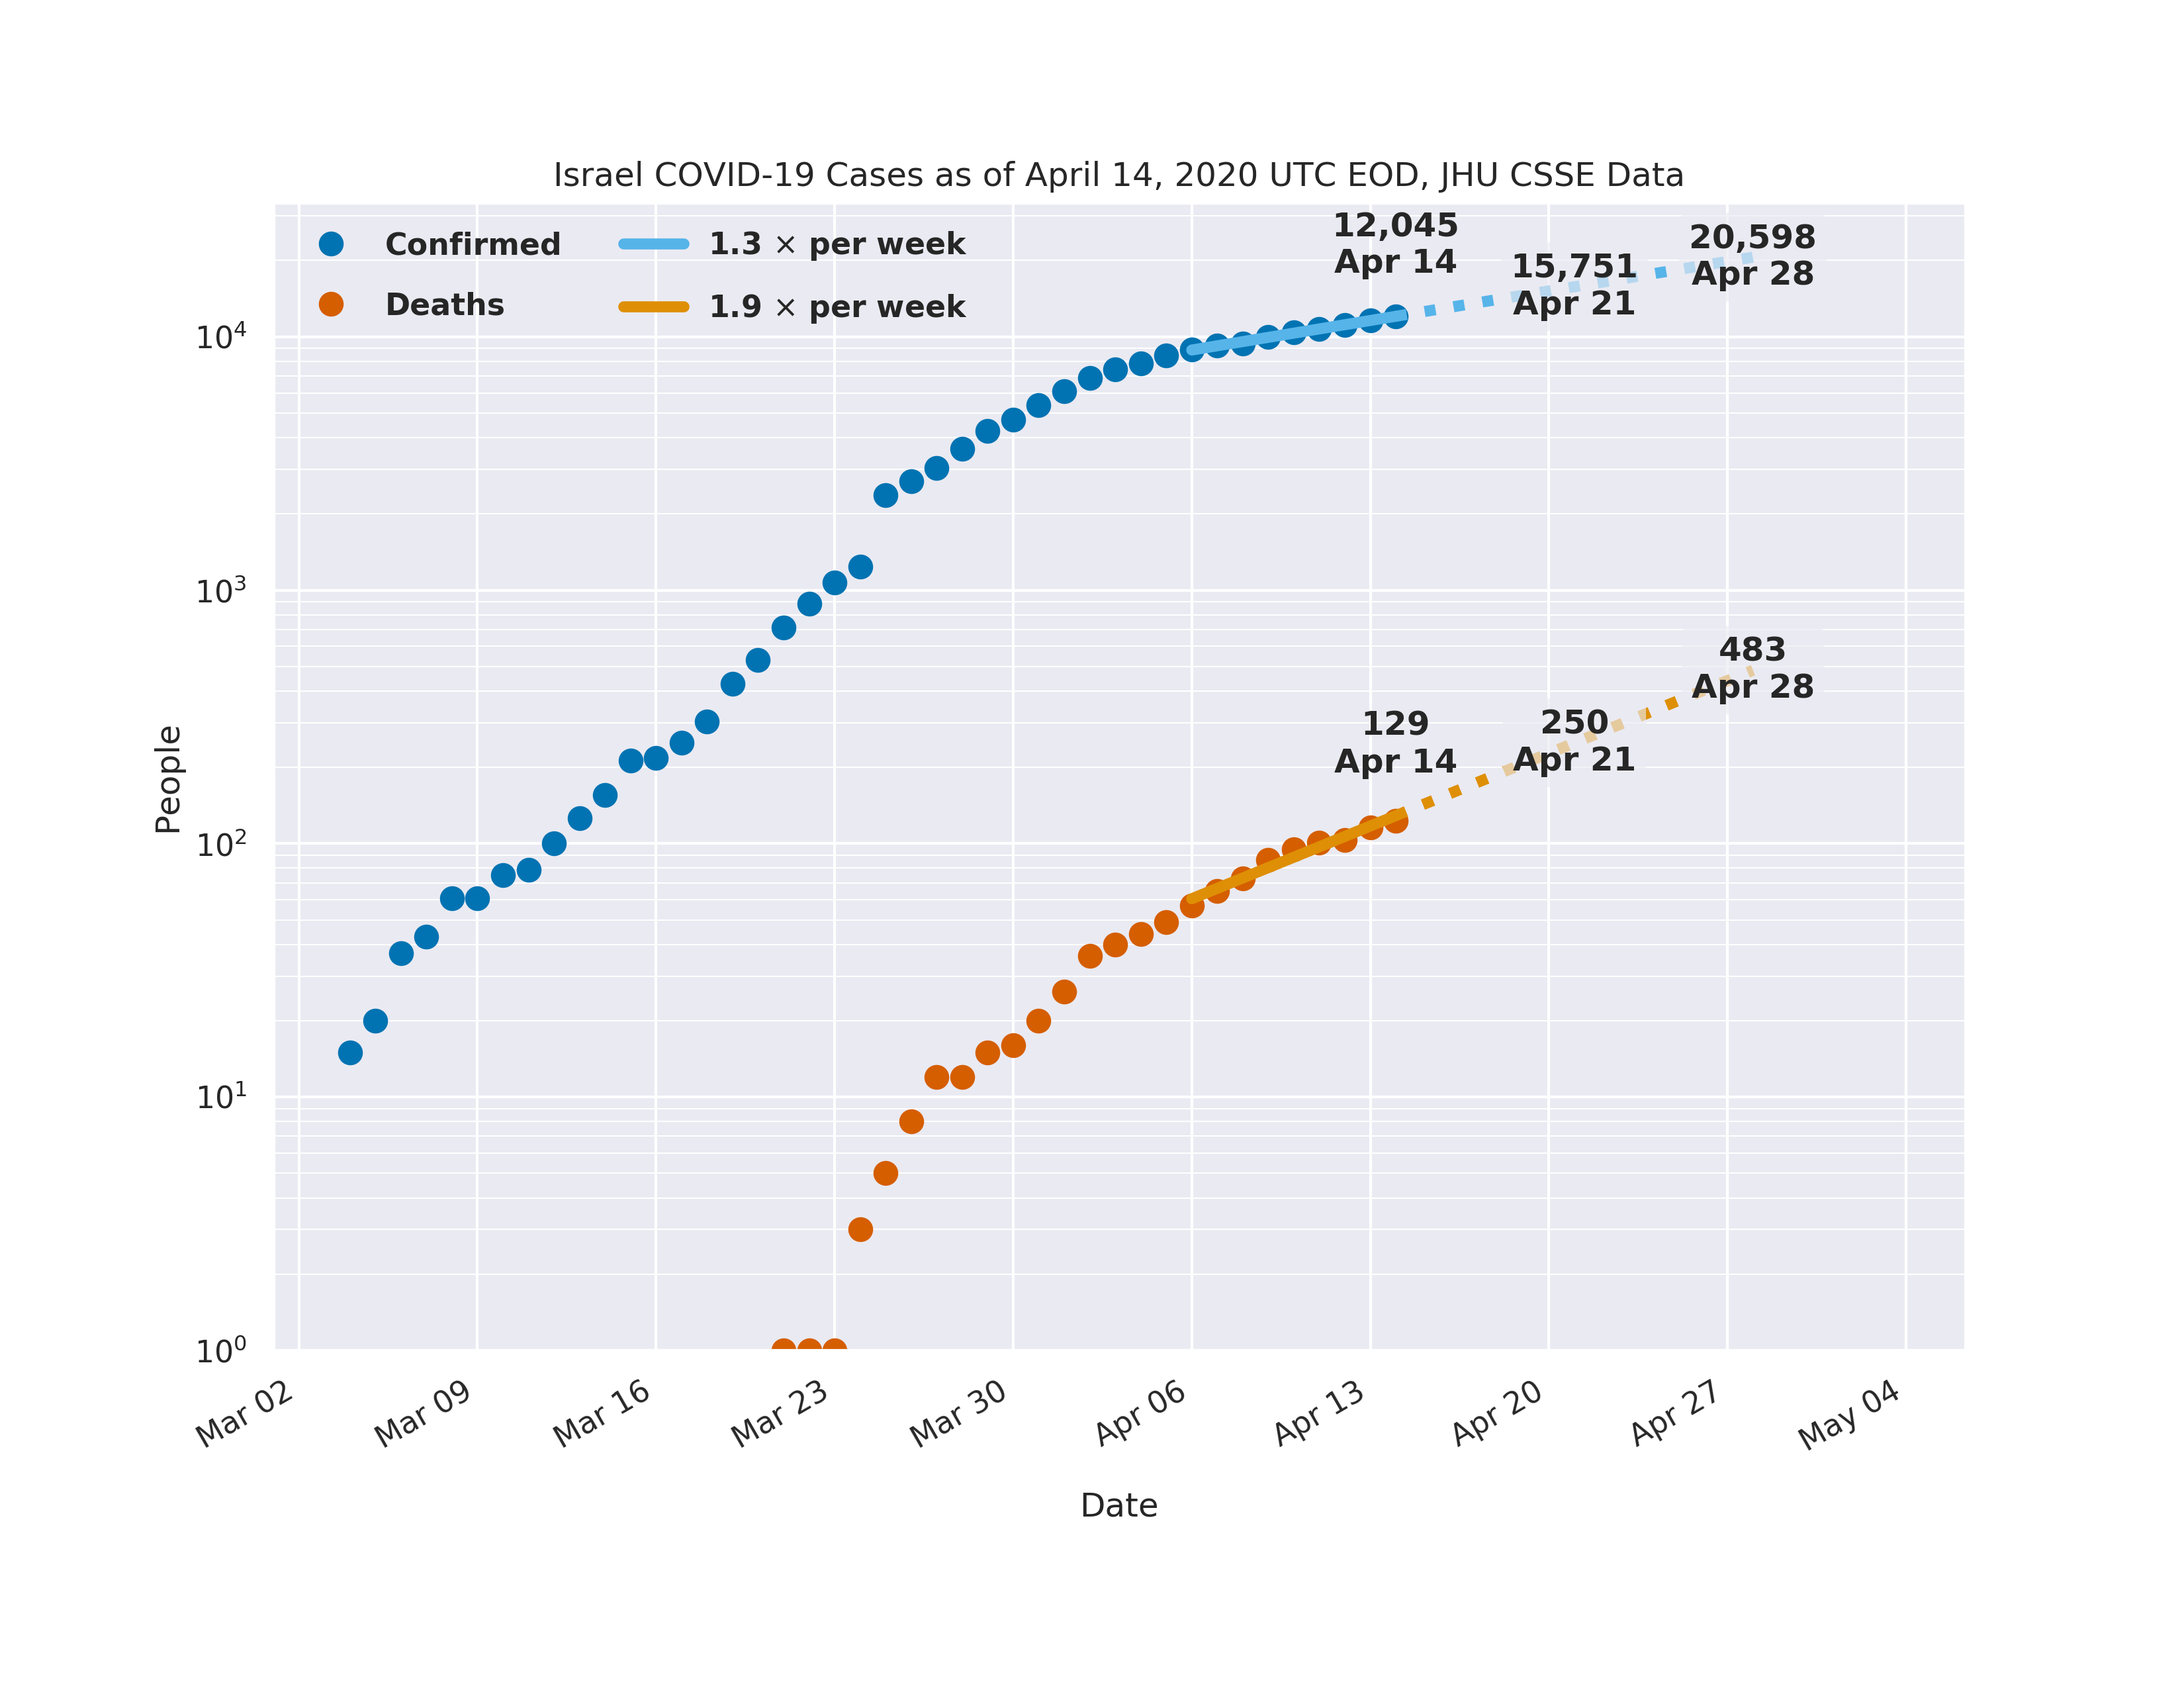 Israel COVID-19 Cases as of April 14, 2020 UTC EOD, JHU CSSE Data
Confirmed
Deaths
1.3 × per week
1.9 × per week
12,045
Apr 14
15,751
Apr 21
20,598
Apr 28
483
Apr 28
129
Apr 14
250
Apr 21
People
10⁴
10³
10²
10¹
10⁰
Mar 02
Mar 09
Mar 16
Mar 23
Mar 30
Apr 06
Apr 13
Apr 20
Apr 27
May 04
Date